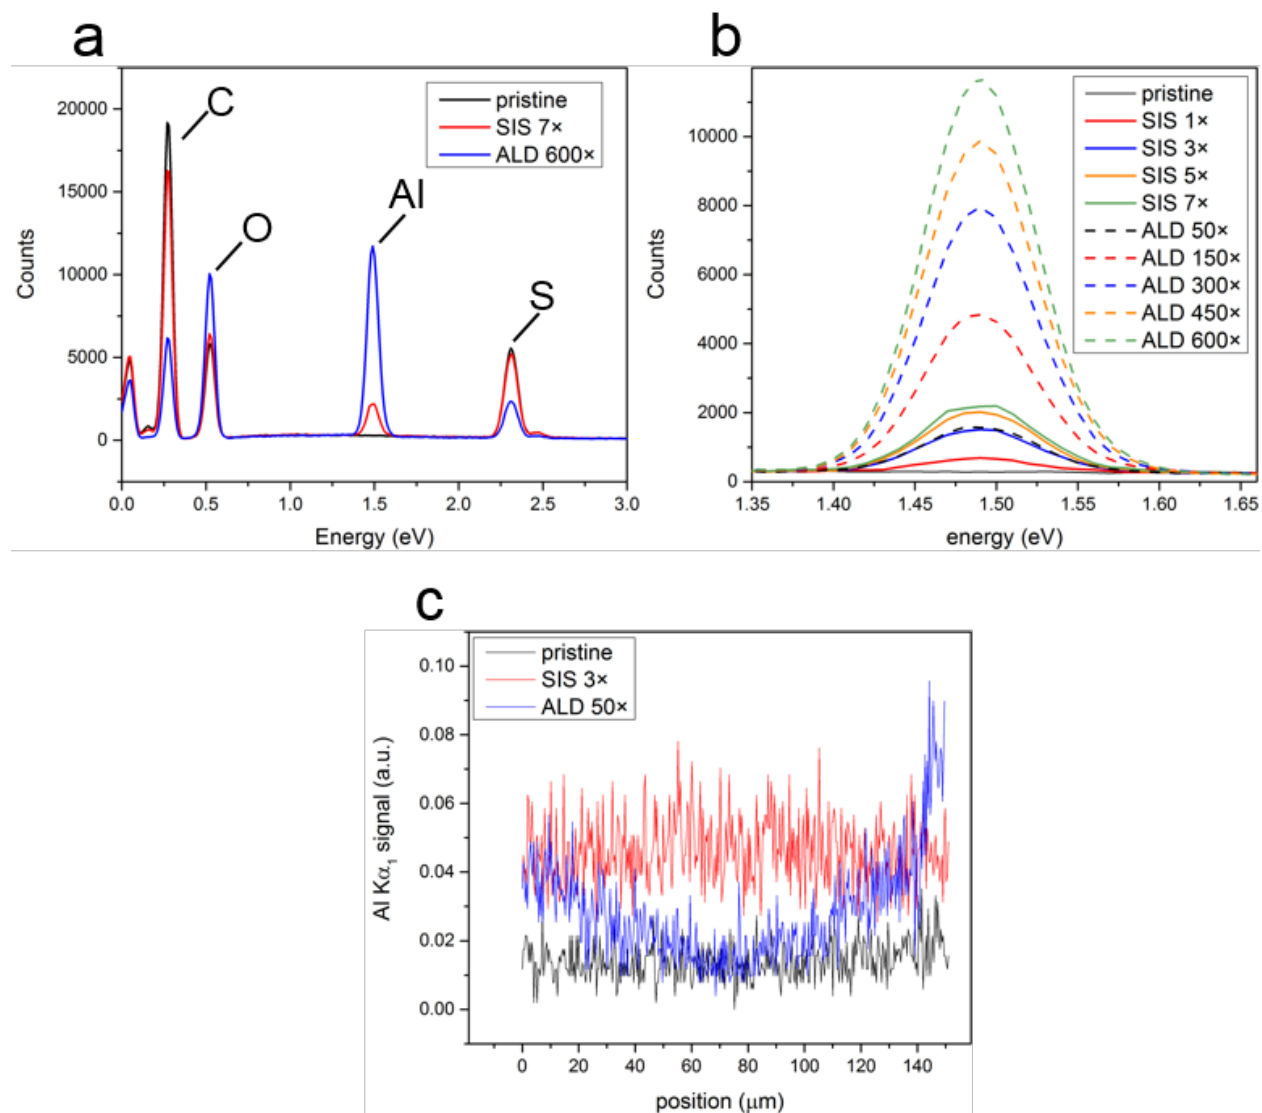 a
C
O
Al
S
pristine
SIS 7×
ALD 600×
20000
15000
10000
5000
0
Counts
0.0 0.5 1.0 1.5 2.0 2.5 3.0
Energy (eV)
b
pristine
SIS 1×
SIS 3×
SIS 5×
SIS 7×
ALD 50×
ALD 150×
ALD 300×
ALD 450×
ALD 600×
10000
8000
6000
4000
2000
0
Counts
1.35 1.40 1.45 1.50 1.55 1.60 1.65
energy (eV)
c
pristine
SIS 3×
ALD 50×
0.10
0.08
0.06
0.04
0.02
0.00
Al Kα₁ signal (a.u.)
0 20 40 60 80 100 120 140
position (μm)